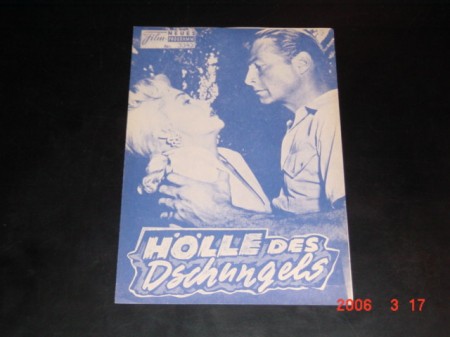 Film
NEUES
PROGRAMM
HÖLLE DES
Dschungels
2006 3 17